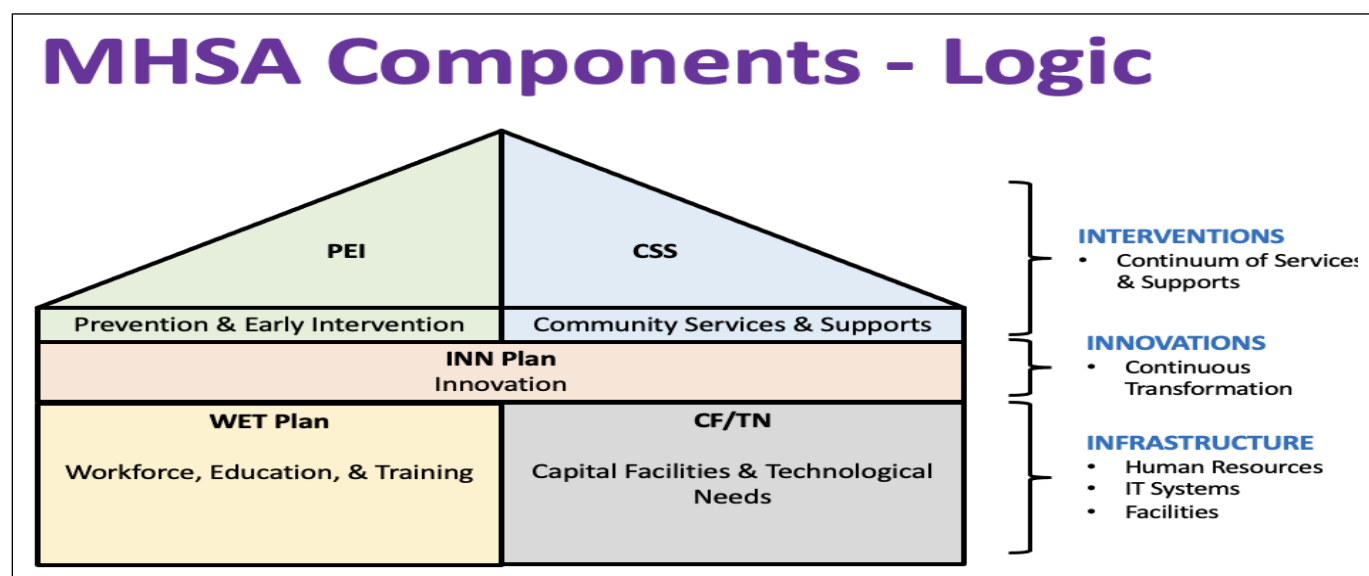 MHSA Components - Logic
PEI
CSS
Prevention & Early Intervention
Community Services & Supports
INN Plan
Innovation
WET Plan
Workforce, Education, & Training
CF/TN
Capital Facilities & Technological
Needs
INTERVENTIONS
• Continuum of Services
& Supports
INNOVATIONS
• Continuous
Transformation
INFRASTRUCTURE
• Human Resources
• IT Systems
• Facilities